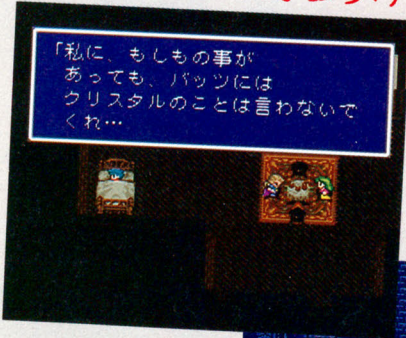 「私に、もしもの事が
あっても、バッツには
クリスタルのことは言わないで
くれ…